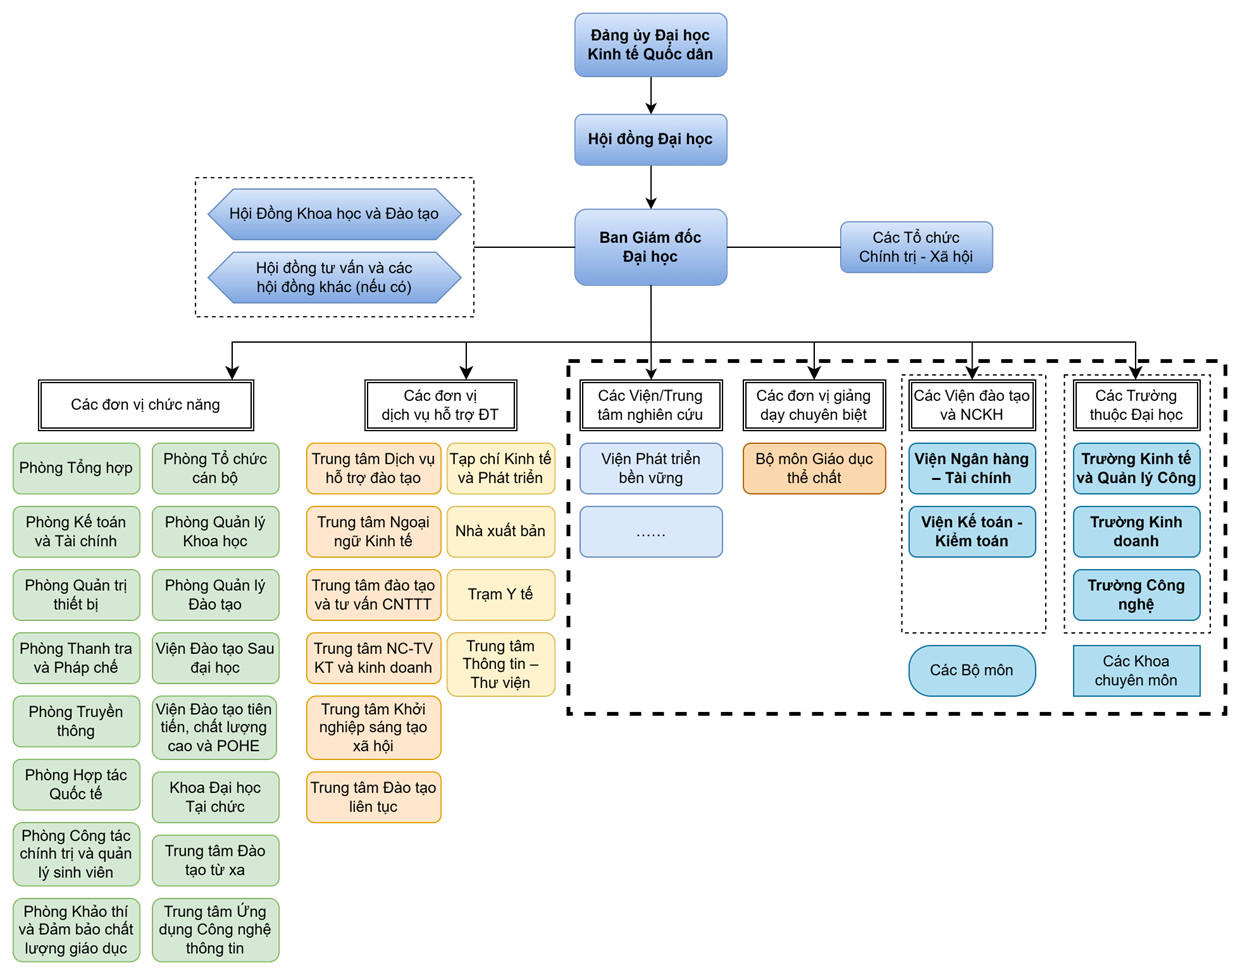 Đảng ủy Đại học
Kinh tế Quốc dân
Hội đồng Đại học
Hội Đồng Khoa học và Đào tạo
Hội đồng tư vấn và các
hội đồng khác (nếu có)
Ban Giám đốc
Đại học
Các Tổ chức
Chính trị - Xã hội
Các đơn vị chức năng
Phòng Tổng hợp
Phòng Kế toán
và Tài chính
Phòng Quản trị
thiết bị
Phòng Thanh tra
và Pháp chế
Phòng Truyền
thông
Phòng Hợp tác
Quốc tế
Phòng Công tác
chính trị và quản
lý sinh viên
Phòng Khảo thí
và Đảm bảo chất
lượng giáo dục
Phòng Tổ chức
cán bộ
Phòng Quản lý
Khoa học
Phòng Quản lý
Đào tạo
Viện Đào tạo Sau
đại học
Viện Đào tạo tiên
tiến, chất lượng
cao và POHE
Khoa Đại học
Tại chức
Trung tâm Đào
tạo từ xa
Trung tâm Ứng
dụng Công nghệ
thông tin
Các đơn vị
dịch vụ hỗ trợ ĐT
Trung tâm Dịch vụ
hỗ trợ đào tạo
Trung tâm Ngoại
ngữ Kinh tế
Trung tâm đào tạo
và tư vấn CNTTT
Trung tâm NC-TV
KT và kinh doanh
Trung tâm Khởi
nghiệp sáng tạo
xã hội
Trung tâm Đào tạo
liên tục
Tạp chí Kinh tế
và Phát triển
Nhà xuất bản
Trạm Y tế
Trung tâm
Thông tin –
Thư viện
Các Viện/Trung
tâm nghiên cứu
Viện Phát triển
bền vững
......
Các đơn vị giảng
dạy chuyên biệt
Bộ môn Giáo dục
thể chất
Các Viện đào tạo
và NCKH
Viện Ngân hàng
– Tài chính
Viện Kế toán -
Kiểm toán
Các Bộ môn
Các Trường
thuộc Đại học
Trường Kinh tế
và Quản lý Công
Trường Kinh
doanh
Trường Công
nghệ
Các Khoa
chuyên môn